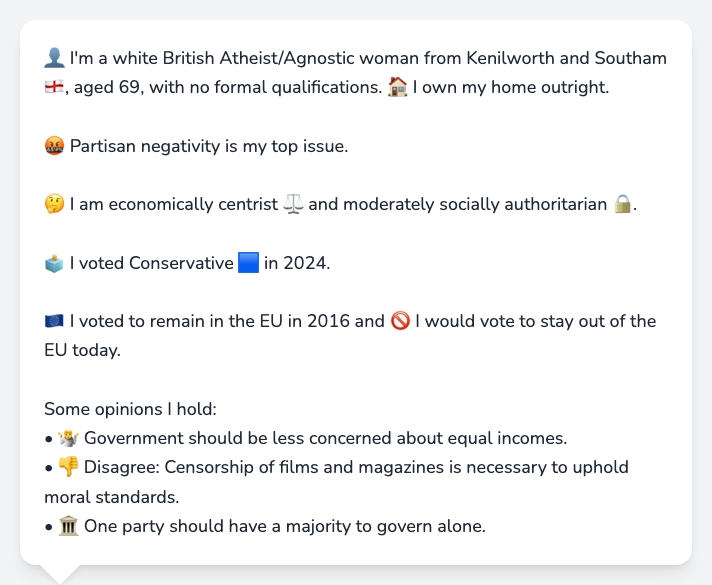 👤 I'm a white British Atheist/Agnostic woman from Kenilworth and Southam
🏴󠁧󠁢󠁥󠁮󠁧󠁿, aged 69, with no formal qualifications. 🏠 I own my home outright.
🤬 Partisan negativity is my top issue.
🤔 I am economically centrist ⚖️ and moderately socially authoritarian 🔒.
🗳️ I voted Conservative 🟦 in 2024.
🇪🇺 I voted to remain in the EU in 2016 and 🚫 I would vote to stay out of the
EU today.
Some opinions I hold:
• 🤷 Government should be less concerned about equal incomes.
• 👎 Disagree: Censorship of films and magazines is necessary to uphold
moral standards.
• 🏛️ One party should have a majority to govern alone.